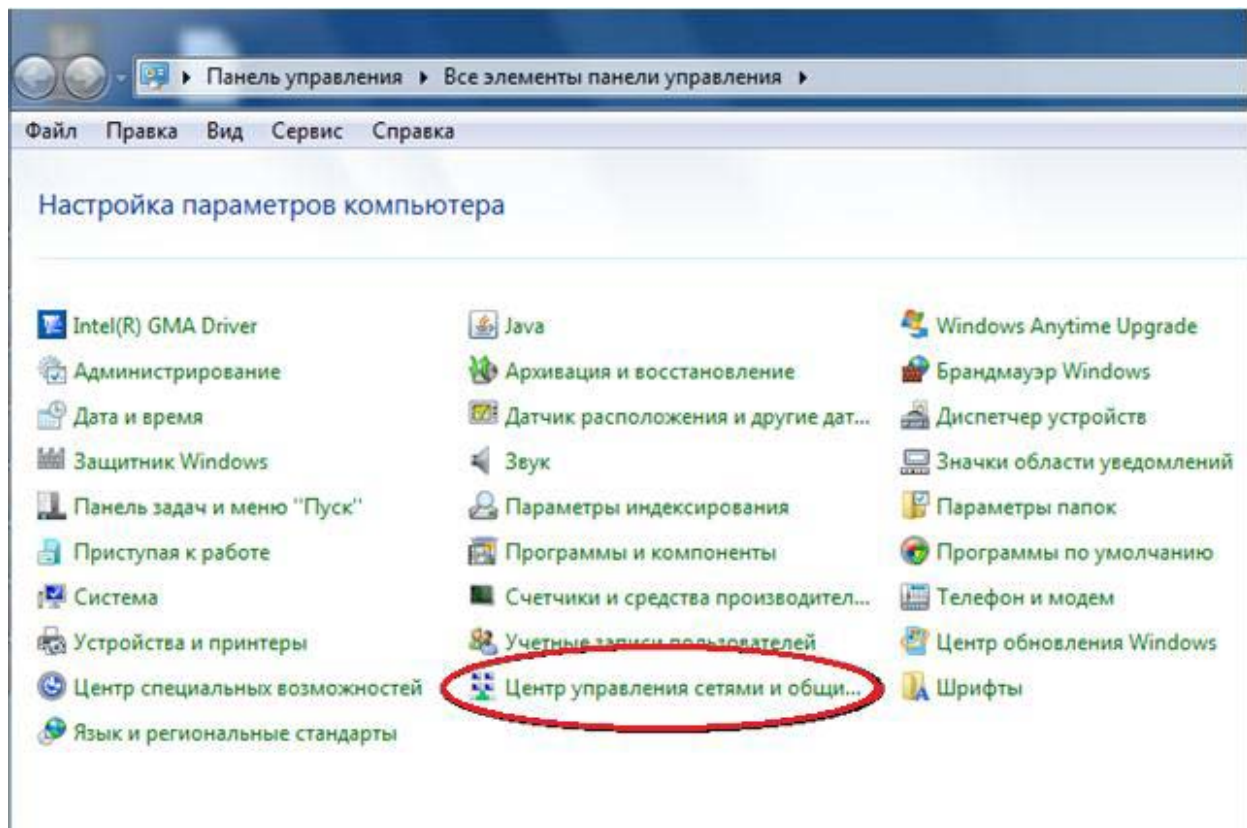 Панель управления ▸ Все элементы панели управления ▸
Файл Правка Вид Сервис Справка
Настройка параметров компьютера
Intel(R) GMA Driver Java Windows Anytime Upgrade
Администрирование Архивация и восстановление Брандмауэр Windows
Дата и время Датчик расположения и другие дат... Диспетчер устройств
Защитник Windows Звук Значки области уведомлений
Панель задач и меню "Пуск" Параметры индексирования Параметры папок
Приступая к работе Программы и компоненты Программы по умолчанию
Система Счетчики и средства производител... Телефон и модем
Устройства и принтеры Учетные записи пользователей Центр обновления Windows
Центр специальных возможностей Центр управления сетями и общи... Шрифты
Язык и региональные стандарты